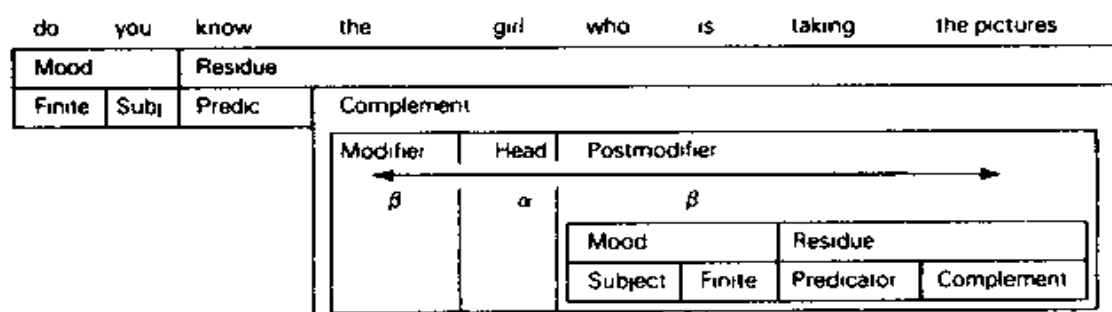 do you know the girl who is taking the pictures
Mood Residue
Finite Subj Predic Complement
Modifier Head Postmodifier
β α β
Mood Residue
Subject Finite Predicator Complement